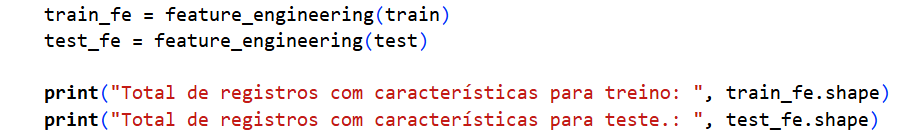 train_fe = feature_engineering(train)
test_fe = feature_engineering(test)
print("Total de registros com características para treino: ", train_fe.shape)
print("Total de registros com características para teste.: ", test_fe.shape)